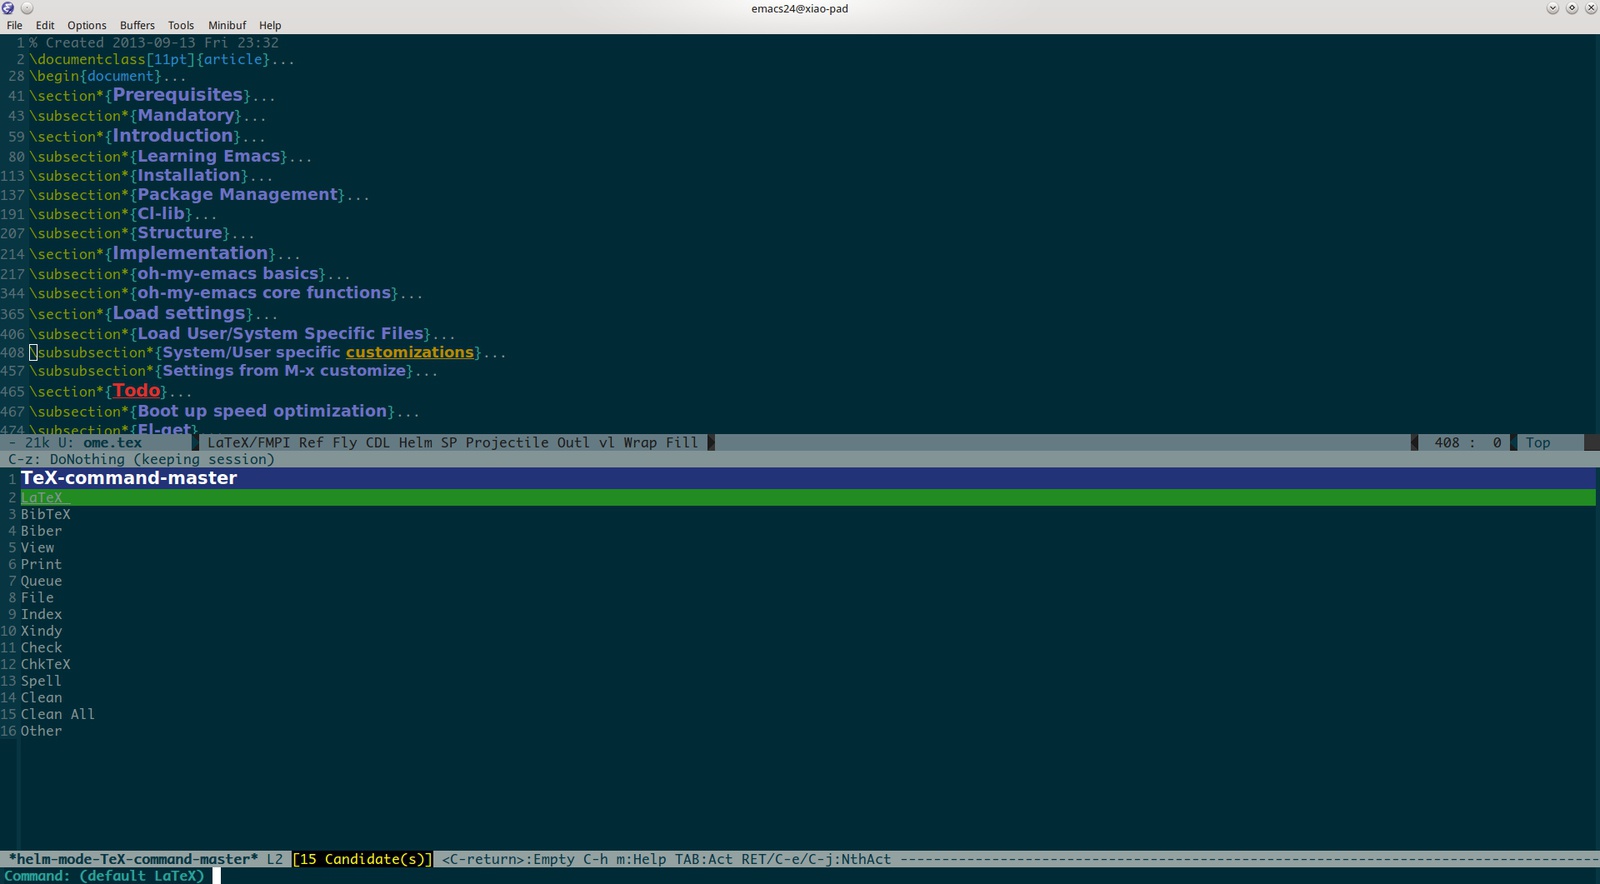 emacs24@xiao-pad
File Edit Options Buffers Tools Minibuf Help
1 % Created 2013-09-13 Fri 23:32
2 \documentclass[11pt]{article}...
28 \begin{document}...
41 \section*{Prerequisites}...
43 \subsection*{Mandatory}...
59 \section*{Introduction}...
80 \subsection*{Learning Emacs}...
113 \subsection*{Installation}...
137 \subsection*{Package Management}...
191 \subsection*{Cl-lib}...
207 \subsection*{Structure}...
214 \section*{Implementation}...
217 \subsection*{oh-my-emacs basics}...
344 \subsection*{oh-my-emacs core functions}...
365 \section*{Load settings}...
406 \subsection*{Load User/System Specific Files}...
408 \subsubsection*{System/User specific customizations}...
457 \subsubsection*{Settings from M-x customize}...
465 \section*{Todo}...
467 \subsection*{Boot up speed optimization}...
474 \subsection*{El-get}...
- 21k U: ome.tex LaTeX/FMPI Ref Fly CDL Helm SP Projectile Outl vl Wrap Fill 408 : 0 Top
C-z: DoNothing (keeping session)
1 TeX-command-master
2 LaTeX
3 BibTeX
4 Biber
5 View
6 Print
7 Queue
8 File
9 Index
10 Xindy
11 Check
12 ChkTeX
13 Spell
14 Clean
15 Clean All
16 Other
*helm-mode-TeX-command-master* L2 [15 Candidate(s)] <C-return>:Empty C-h m:Help TAB:Act RET/C-e/C-j:NthAct
Command: (default LaTeX)